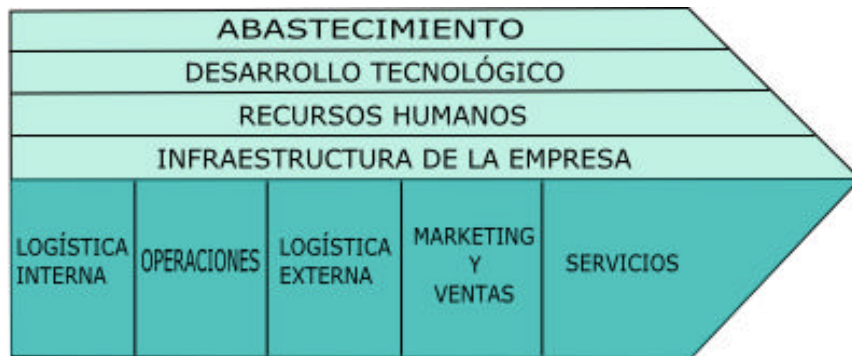 ABASTECIMIENTO
DESARROLLO TECNOLÓGICO
RECURSOS HUMANOS
INFRAESTRUCTURA DE LA EMPRESA
LOGÍSTICA
INTERNA
OPERACIONES
LOGÍSTICA
EXTERNA
MARKETING
Y
VENTAS
SERVICIOS